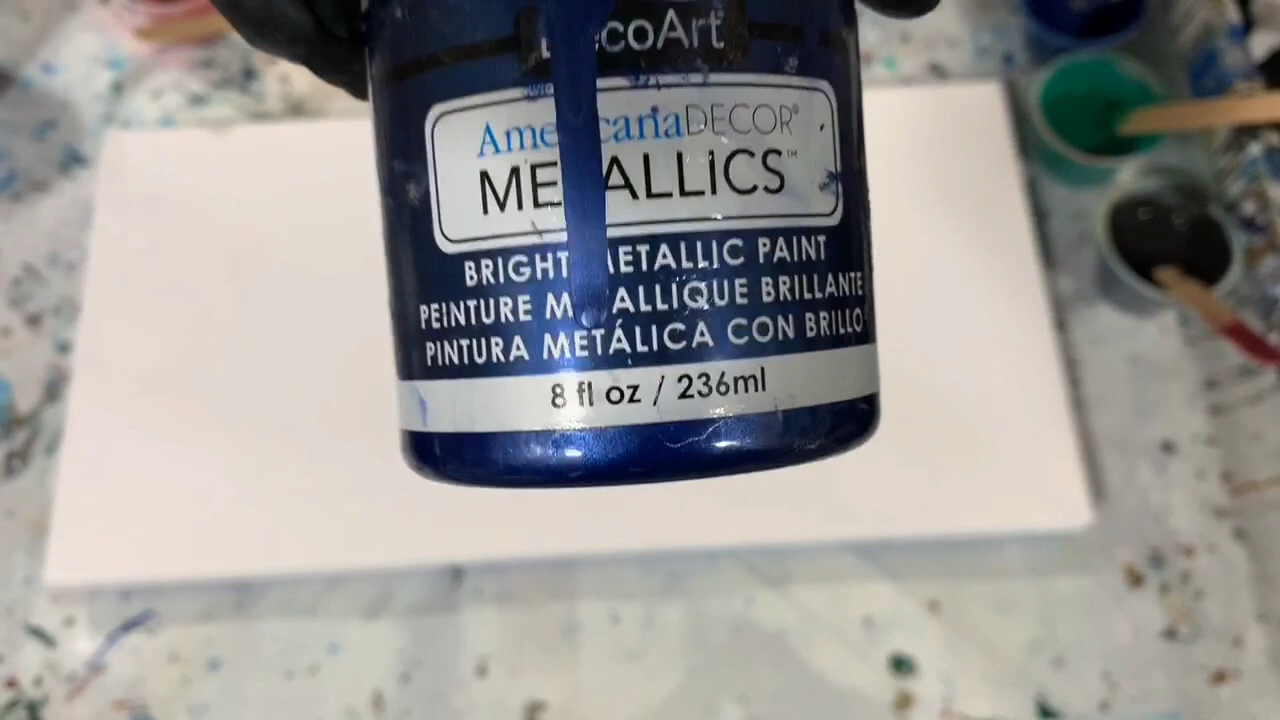 DecoArt
AmericanaDECOR®
METALLICS™
BRIGHT METALLIC PAINT
PEINTURE MÉTALLIQUE BRILLANTE
PINTURA METÁLICA CON BRILLO
8 fl oz / 236ml